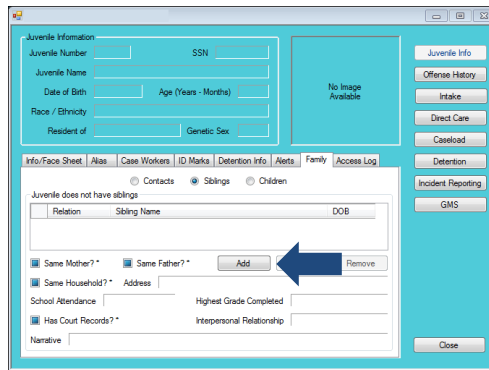 Juvenile Information
Juvenile Number SSN
Juvenile Name
Date of Birth Age (Years - Months)
Race / Ethnicity
Resident of Genetic Sex
No Image
Available
Juvenile Info
Offense History
Intake
Direct Care
Caseload
Detention
Incident Reporting
GMS
Info/Face Sheet Alias Case Workers ID Marks Detention Info Alerts Family Access Log
Contacts Siblings Children
Juvenile does not have siblings
Relation Sibling Name DOB
Same Mother? * Same Father? * Add Remove
Same Household? * Address
School Attendance Highest Grade Completed
Has Court Records? * Interpersonal Relationship
Narrative
Close